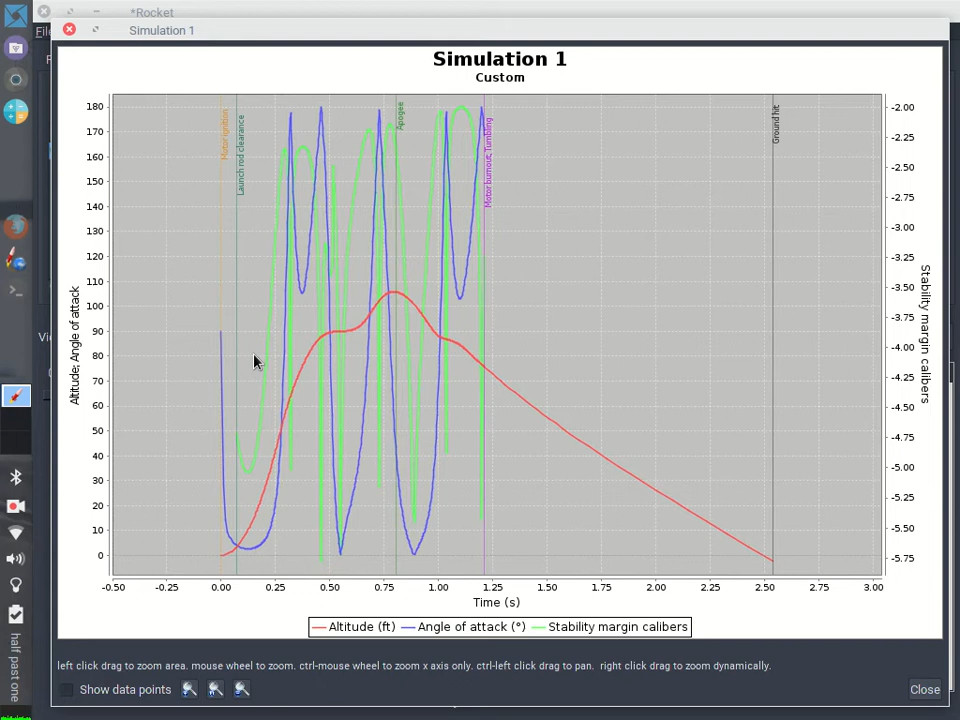 *Rocket
Simulation 1
File
Simulation 1
Custom
180
170
160
150
140
130
120
110
100
90
80
70
60
50
40
30
20
10
0
Altitude; Angle of attack
Motor ignition
Launch rod clearance
Apogee
Motor burnout; Tumbling
Ground hit
-2.00
-2.25
-2.50
-2.75
-3.00
-3.25
-3.50
-3.75
-4.00
-4.25
-4.50
-4.75
-5.00
-5.25
-5.50
-5.75
Stability margin calibers
-0.50 -0.25 0.00 0.25 0.50 0.75 1.00 1.25 1.50 1.75 2.00 2.25 2.50 2.75 3.00
Time (s)
Altitude (ft) Angle of attack (°) Stability margin calibers
left click drag to zoom area. mouse wheel to zoom. ctrl-mouse wheel to zoom x axis only. ctrl-left click drag to pan. right click drag to zoom dynamically.
Show data points
Close
half past one